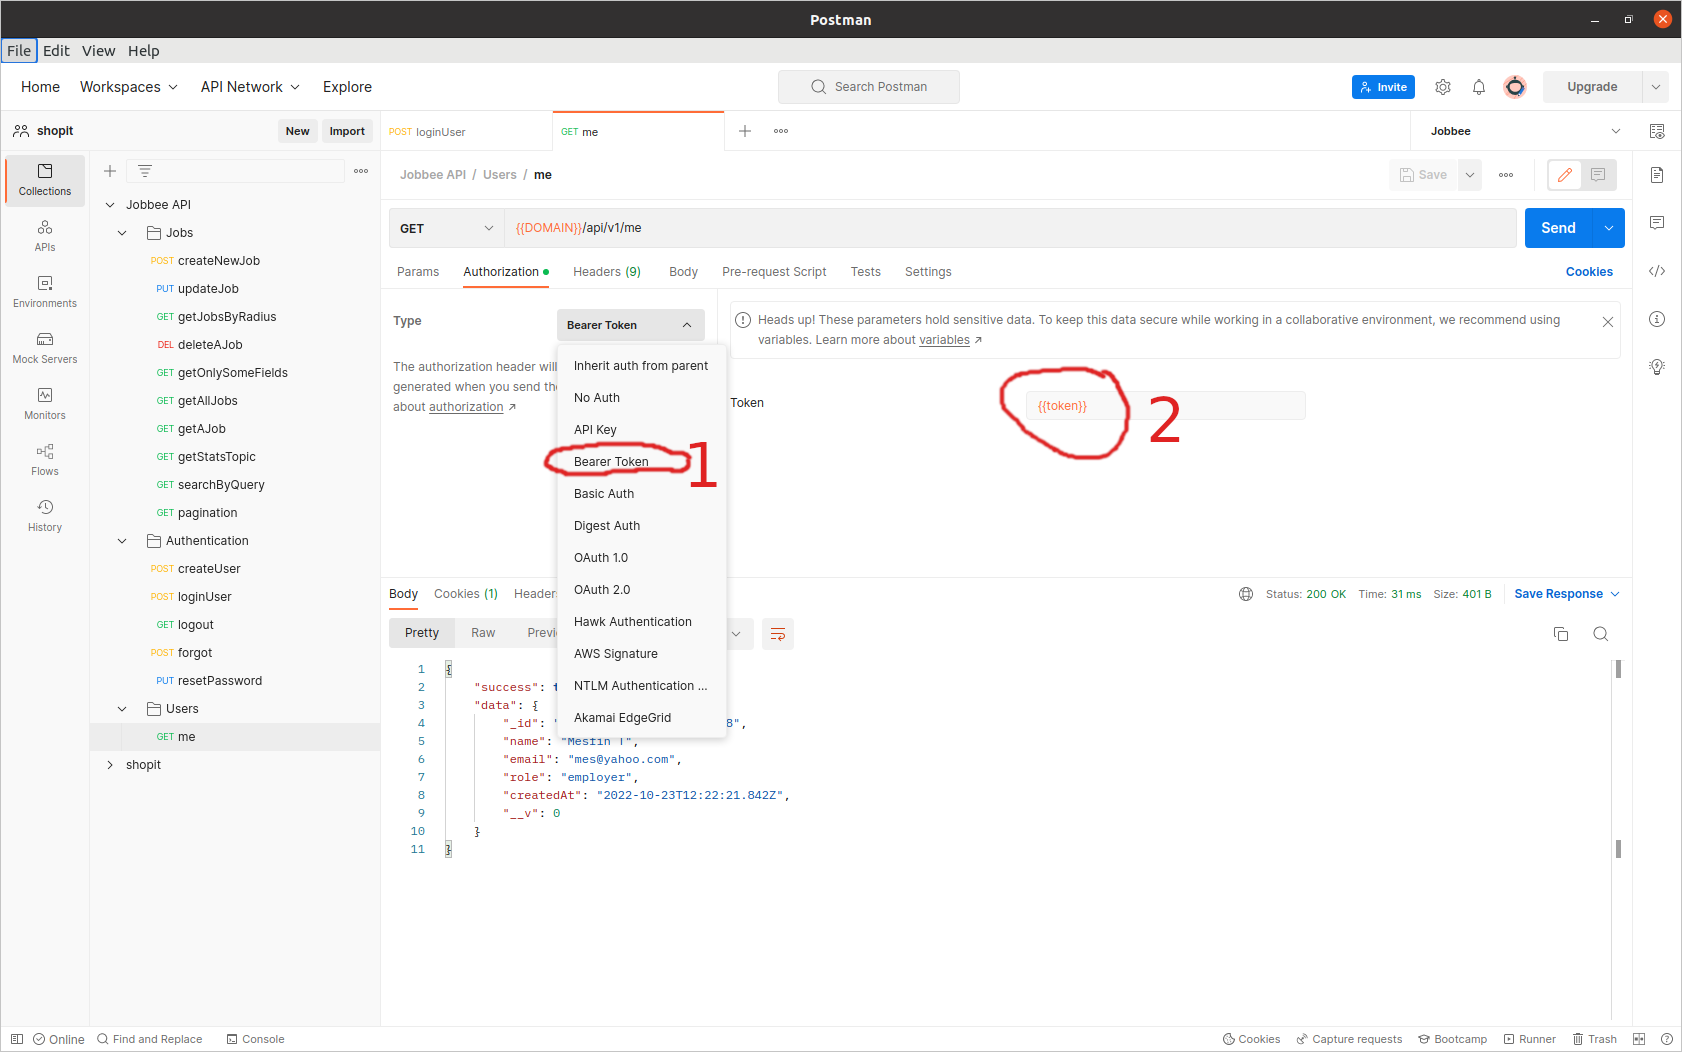 Postman
File Edit View Help
Home Workspaces API Network Explore
Search Postman
Invite
Upgrade
shopit
New Import
POST loginUser
GET me
Jobbee
Collections
APIs
Environments
Mock Servers
Monitors
Flows
History
Jobbee API
Jobs
POST createNewJob
PUT updateJob
GET getJobsByRadius
DEL deleteAJob
GET getOnlySomeFields
GET getAllJobs
GET getAJob
GET getStatsTopic
GET searchByQuery
GET pagination
Authentication
POST createUser
POST loginUser
GET logout
POST forgot
PUT resetPassword
Users
GET me
shopit
Jobbee API / Users / me
Save
GET {{DOMAIN}}/api/v1/me
Send
Params Authorization Headers (9) Body Pre-request Script Tests Settings
Cookies
Type
Bearer Token
The authorization header will
generated when you send the
about authorization
Inherit auth from parent
No Auth
API Key
Bearer Token
Basic Auth
Digest Auth
OAuth 1.0
OAuth 2.0
Hawk Authentication
AWS Signature
NTLM Authentication ...
Akamai EdgeGrid
1
Heads up! These parameters hold sensitive data. To keep this data secure while working in a collaborative environment, we recommend using
variables. Learn more about variables
Token
{{token}}
2
Body Cookies (1) Headers
Status: 200 OK Time: 31 ms Size: 401 B
Save Response
Pretty Raw
1 {
2 "success":
3 "data": {
4 "_id": 8",
5 "name": "Mesfin
6 "email": "mes@yahoo.com",
7 "role": "employer",
8 "createdAt": "2022-10-23T12:22:21.842Z",
9 "__v": 0
10 }
11 }
Online Find and Replace Console
Cookies Capture requests Bootcamp Runner Trash